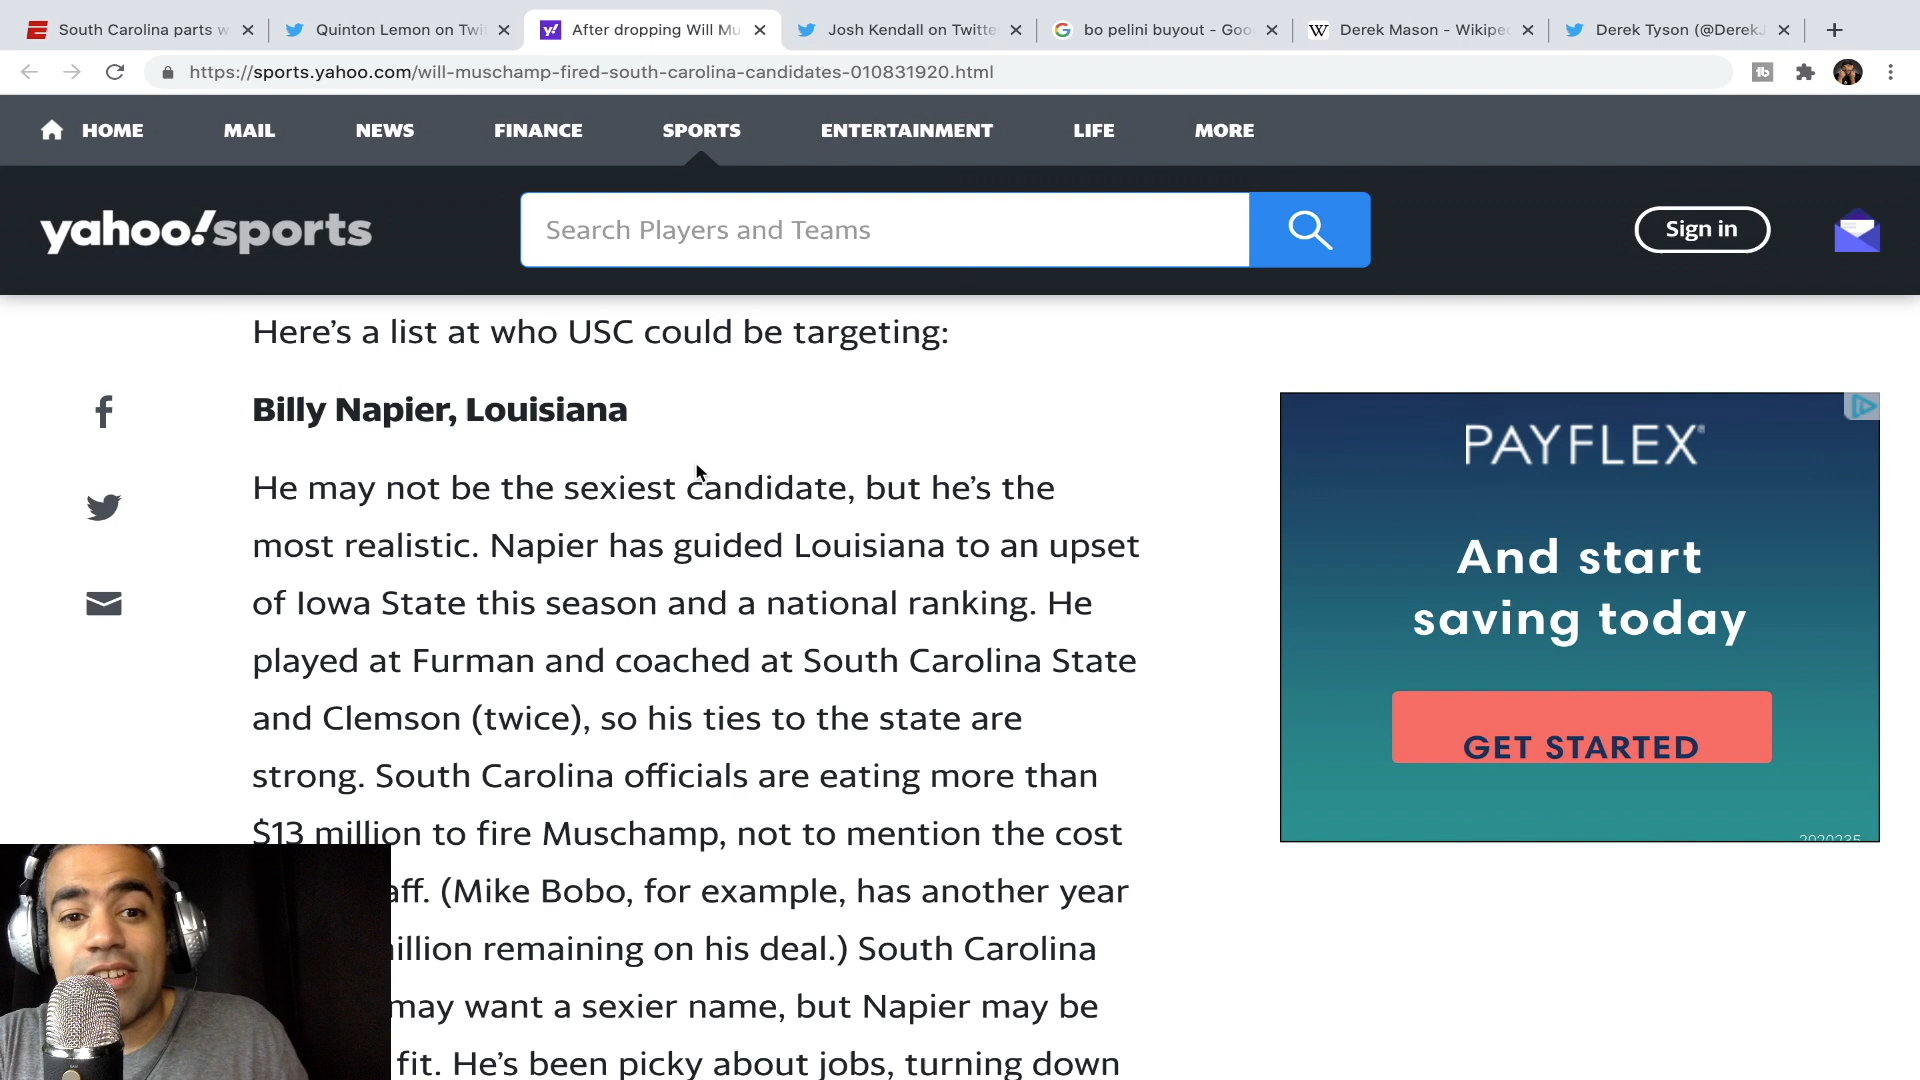 South Carolina parts w
Quinton Lemon on Twi
After dropping Will Mu
Josh Kendall on Twitte
bo pelini buyout - Goo
Derek Mason - Wikipe
Derek Tyson (@Derek
https://sports.yahoo.com/will-muschamp-fired-south-carolina-candidates-010831920.html
HOME MAIL NEWS FINANCE SPORTS ENTERTAINMENT LIFE MORE
yahoo!sports
Search Players and Teams
Sign in
Here's a list at who USC could be targeting:
Billy Napier, Louisiana
He may not be the sexiest candidate, but he's the
most realistic. Napier has guided Louisiana to an upset
of Iowa State this season and a national ranking. He
played at Furman and coached at South Carolina State
and Clemson (twice), so his ties to the state are
strong. South Carolina officials are eating more than
$13 million to fire Muschamp, not to mention the cost
aff. (Mike Bobo, for example, has another year
illion remaining on his deal.) South Carolina
may want a sexier name, but Napier may be
fit. He's been picky about jobs, turning down
PAYFLEX
And start
saving today
GET STARTED